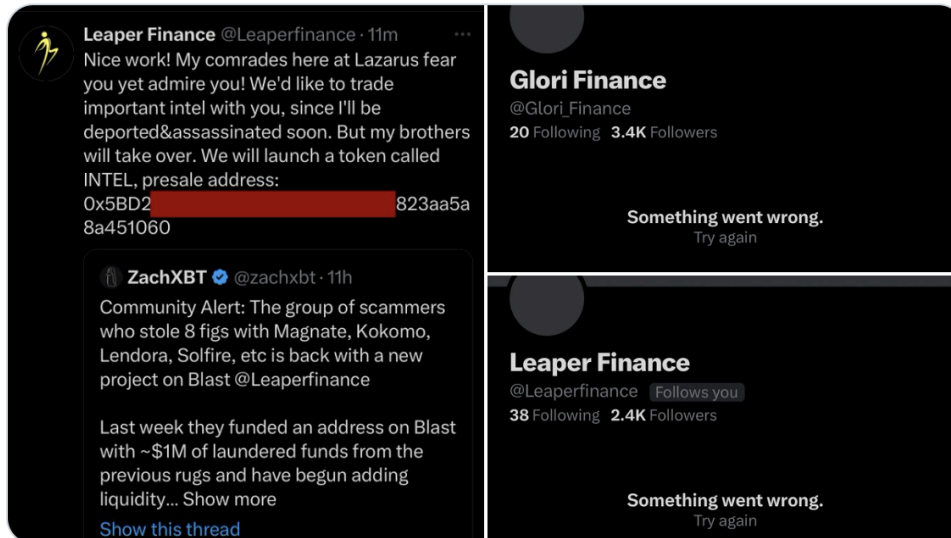 Leaper Finance @Leaperfinance · 11m
Nice work! My comrades here at Lazarus fear
you yet admire you! We'd like to trade
important intel with you, since I'll be
deported&assassinated soon. But my brothers
will take over. We will launch a token called
INTEL, presale address:
0x5BD2 823aa5a
8a451060
ZachXBT @zachxbt · 11h
Community Alert: The group of scammers
who stole 8 figs with Magnate, Kokomo,
Lendora, Solfire, etc is back with a new
project on Blast @Leaperfinance
Last week they funded an address on Blast
with ~$1M of laundered funds from the
previous rugs and have begun adding
liquidity... Show more
Show this thread
Glori Finance
@Glori_Finance
20 Following 3.4K Followers
Something went wrong.
Try again
Leaper Finance
@Leaperfinance Follows you
38 Following 2.4K Followers
Something went wrong.
Try again